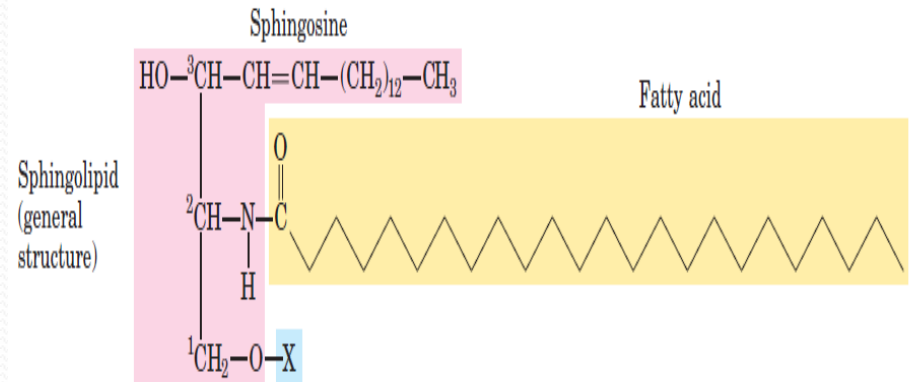 Sphingosine
HO–³CH–CH=CH–(CH₂)₁₂–CH₃
Fatty acid
O
Sphingolipid
(general
structure)
²CH–N–C
H
¹CH₂–O–X